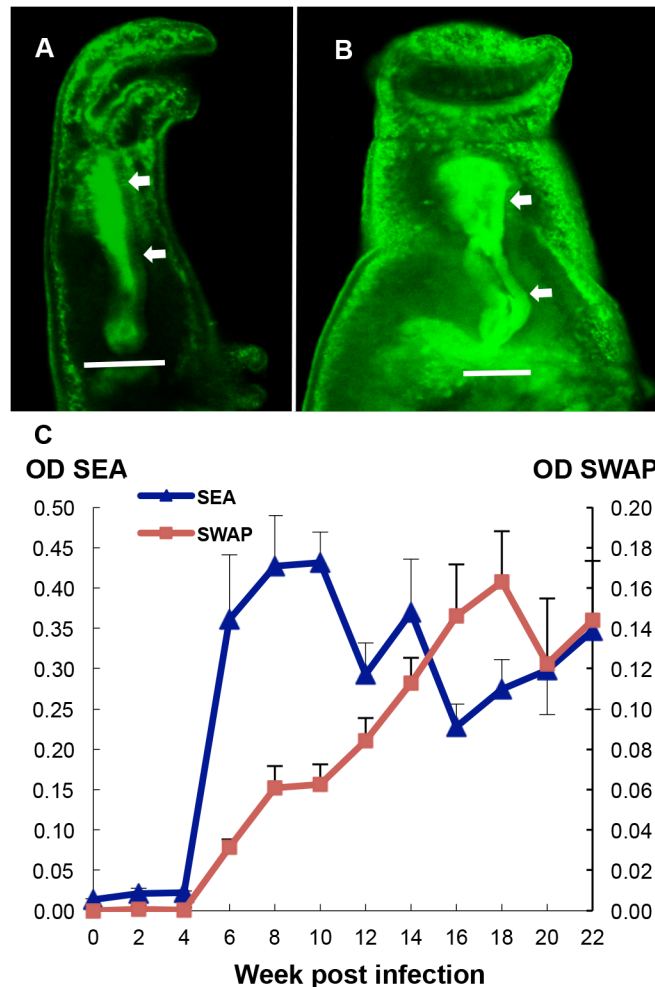 A
B
C
OD SEA
OD SWAP
SEA
SWAP
0.50 0.20
0.45 0.18
0.40 0.16
0.35 0.14
0.30 0.12
0.25 0.10
0.20 0.08
0.15 0.06
0.10 0.04
0.05 0.02
0.00 0.00
0 2 4 6 8 10 12 14 16 18 20 22
Week post infection